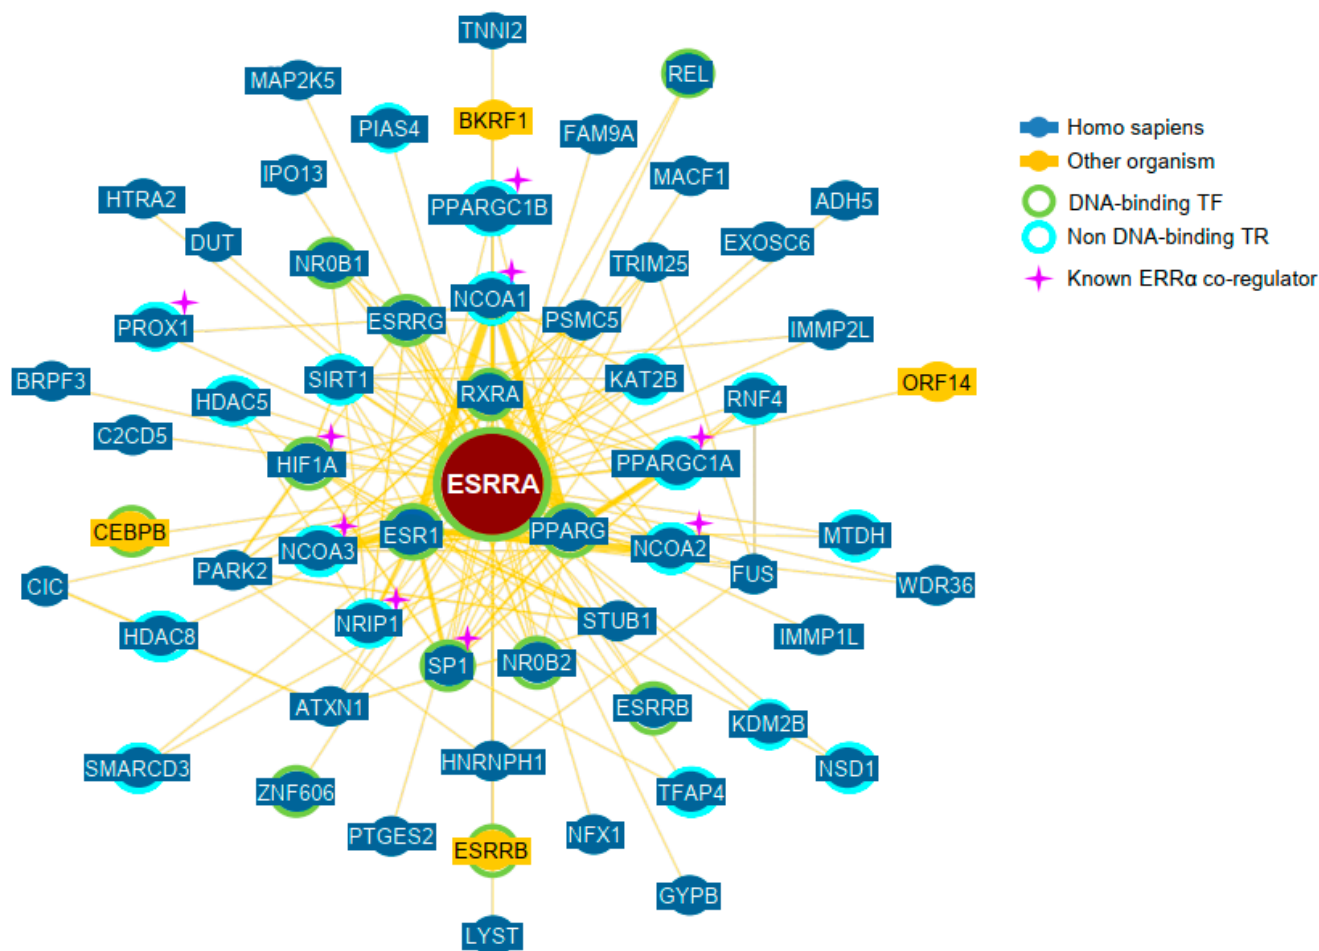 TNNI2
REL
MAP2K5
BKRF1
PIAS4
FAM9A
Homo sapiens
Other organism
IPO13
MACF1
HTRA2
PPARGC1B
ADH5
DNA-binding TF
DUT
EXOSC6
Non DNA-binding TR
NR0B1
TRIM25
NCOA1
Known ERRα co-regulator
PROX1
ESRRG
PSMC5
IMMP2L
BRPF3
SIRT1
KAT2B
ORF14
HDAC5
RXRA
RNF4
C2CD5
HIF1A
PPARGC1A
ESRRA
CEBPB
ESR1
PPARG
MTDH
NCOA3
NCOA2
PARK2
FUS
WDR36
CIC
HDAC8
NRIP1
STUB1
IMMP1L
SP1
NR0B2
ATXN1
ESRRB
KDM2B
SMARCD3
HNRNPH1
NSD1
ZNF606
TFAP4
PTGES2
NFX1
ESRRB
GYPB
LYST